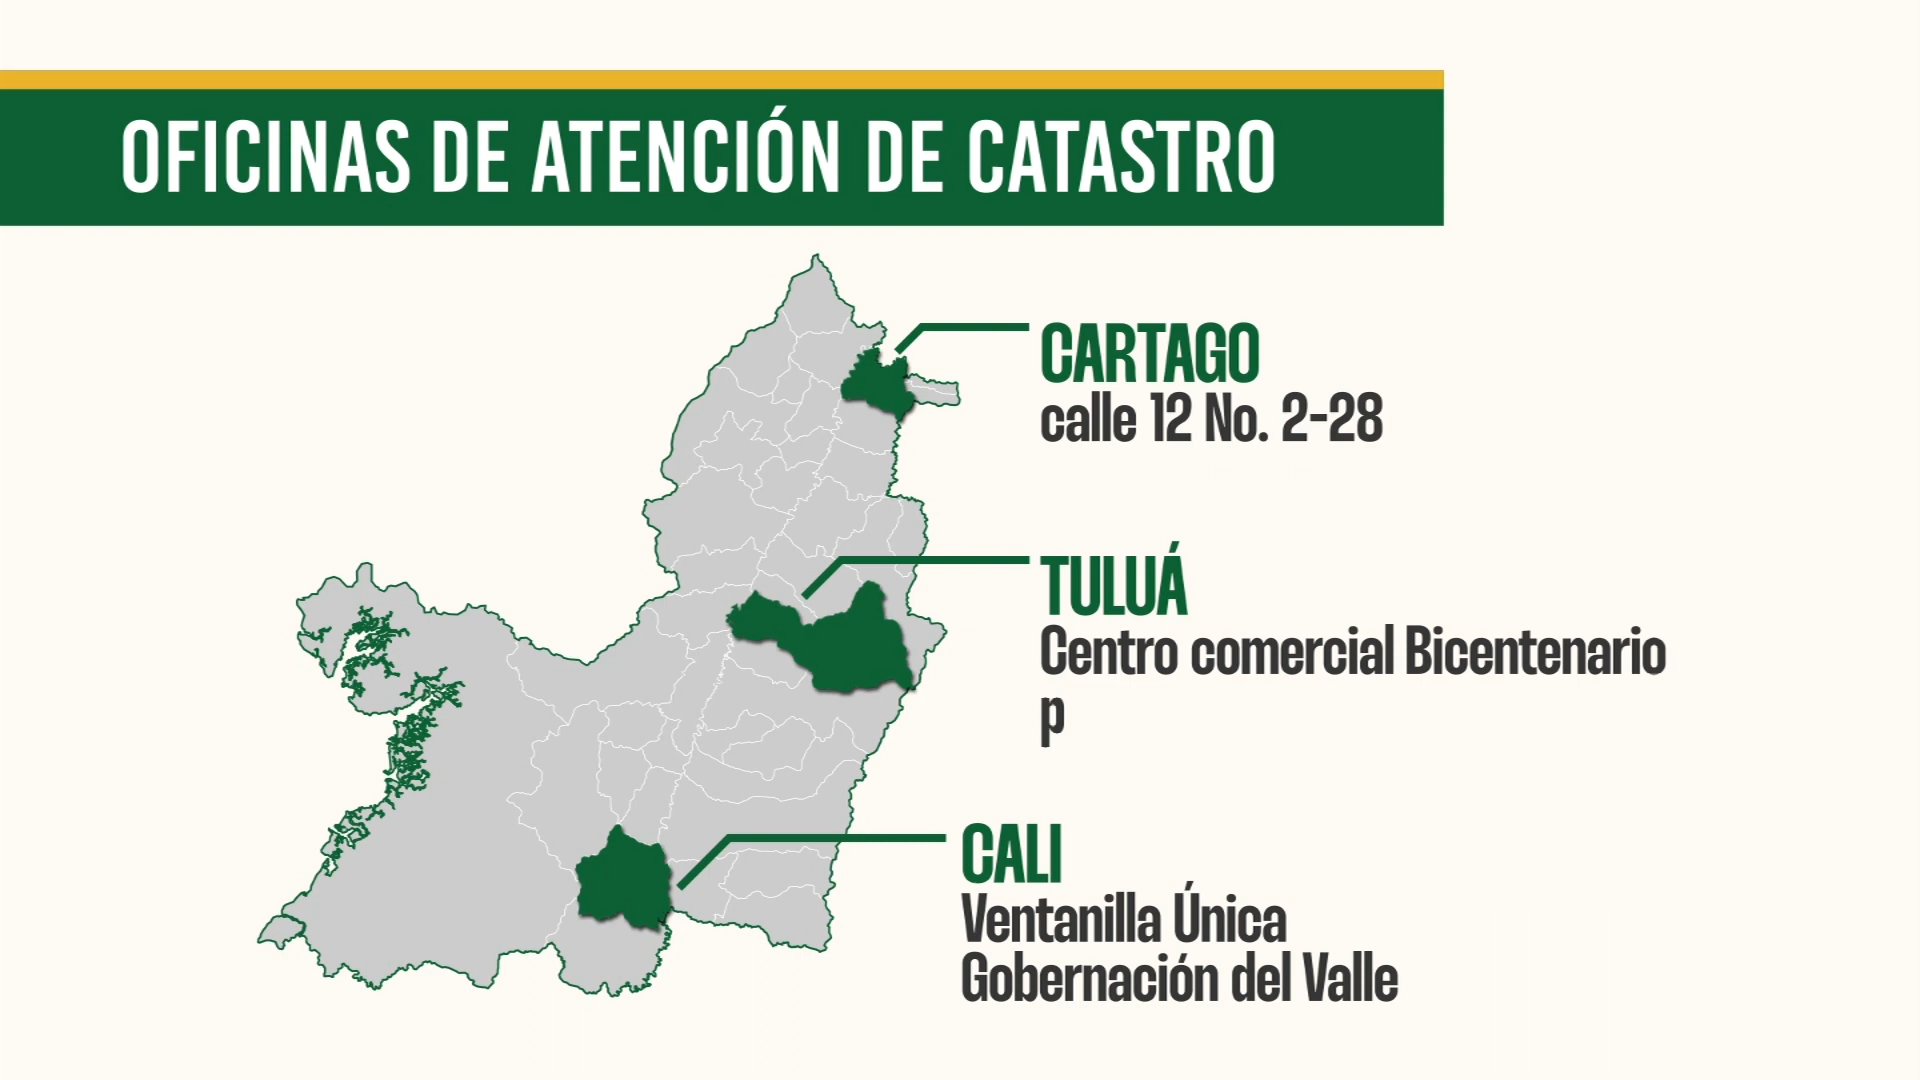 OFICINAS DE ATENCIÓN DE CATASTRO
CARTAGO
calle 12 No. 2-28
TULUÁ
Centro comercial Bicentenario
p
CALI
Ventanilla Única
Gobernación del Valle